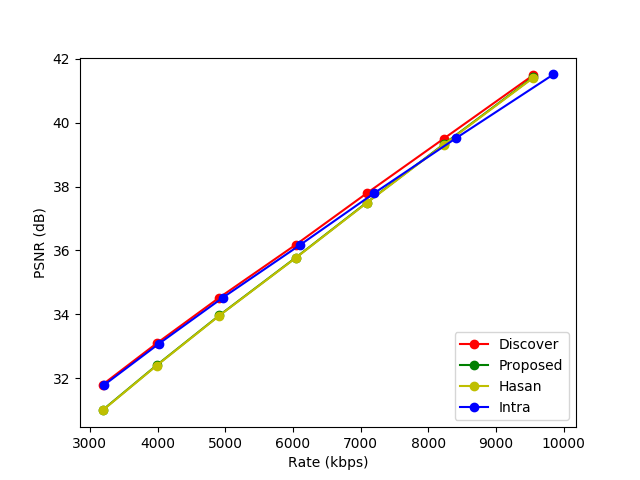 42
40
38
36
34
32
PSNR (dB)
3000 4000 5000 6000 7000 8000 9000 10000
Rate (kbps)
Discover
Proposed
Hasan
Intra